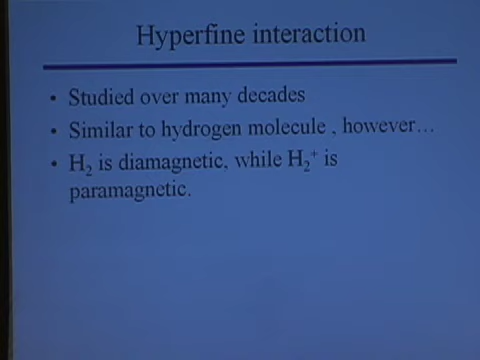 Hyperfine interaction
• Studied over many decades
• Similar to hydrogen molecule , however…
• H₂ is diamagnetic, while H₂⁺ is
paramagnetic.